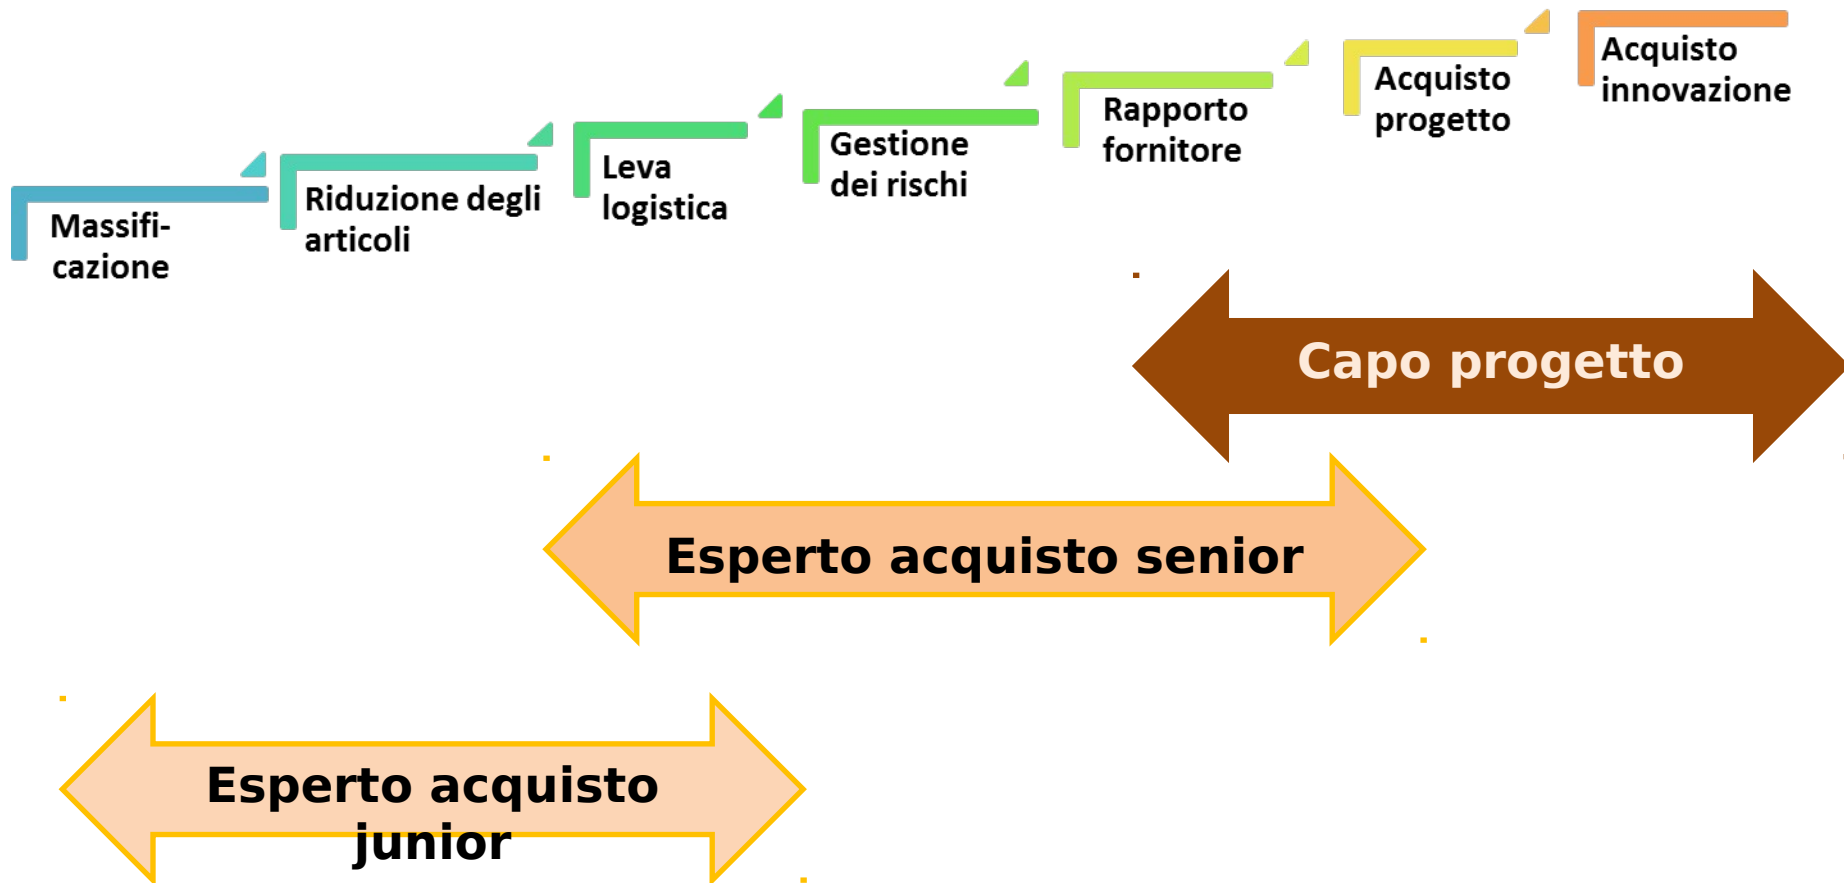 Massifi-
cazione
Riduzione degli
articoli
Leva
logistica
Gestione
dei rischi
Rapporto
fornitore
Acquisto
progetto
Acquisto
innovazione
Capo progetto
Esperto acquisto senior
Esperto acquisto
junior